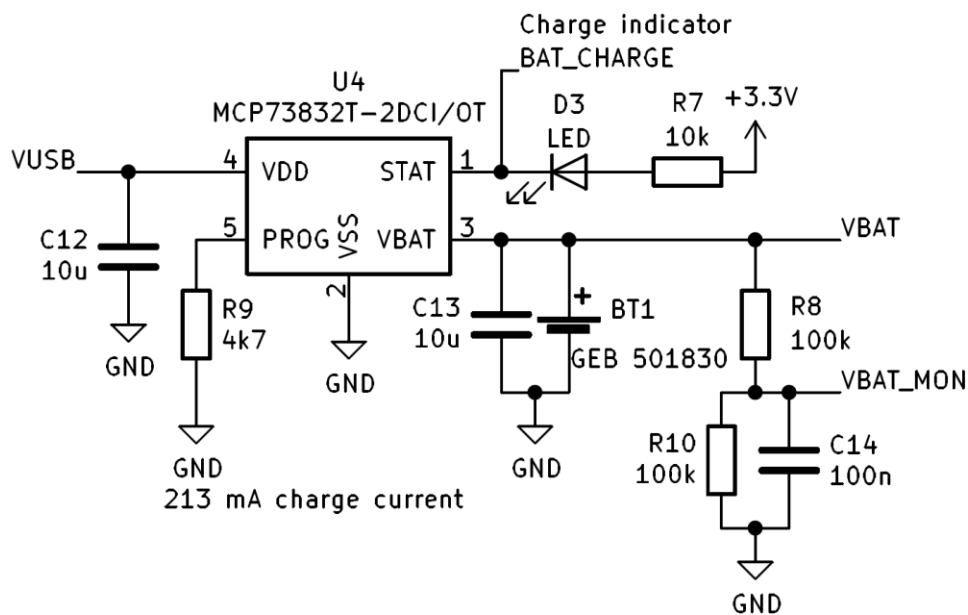 Charge indicator
BAT_CHARGE
U4
MCP73832T-2DCI/OT
D3
LED
R7
10k
+3.3V
VUSB
4
VDD
STAT
1
5
PROG
VSS
VBAT
3
VBAT
2
C12
10u
GND
R9
4k7
GND
GND
213 mA charge current
C13
10u
+
BT1
GEB 501830
GND
R8
100k
VBAT_MON
R10
100k
C14
100n
GND